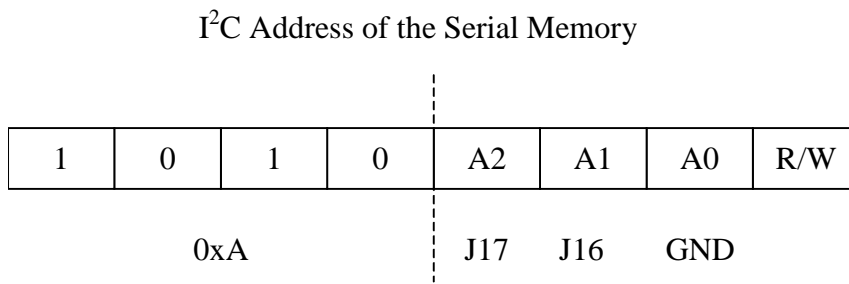 I²C Address of the Serial Memory
1 0 1 0 A2 A1 A0 R/W
0xA J17 J16 GND